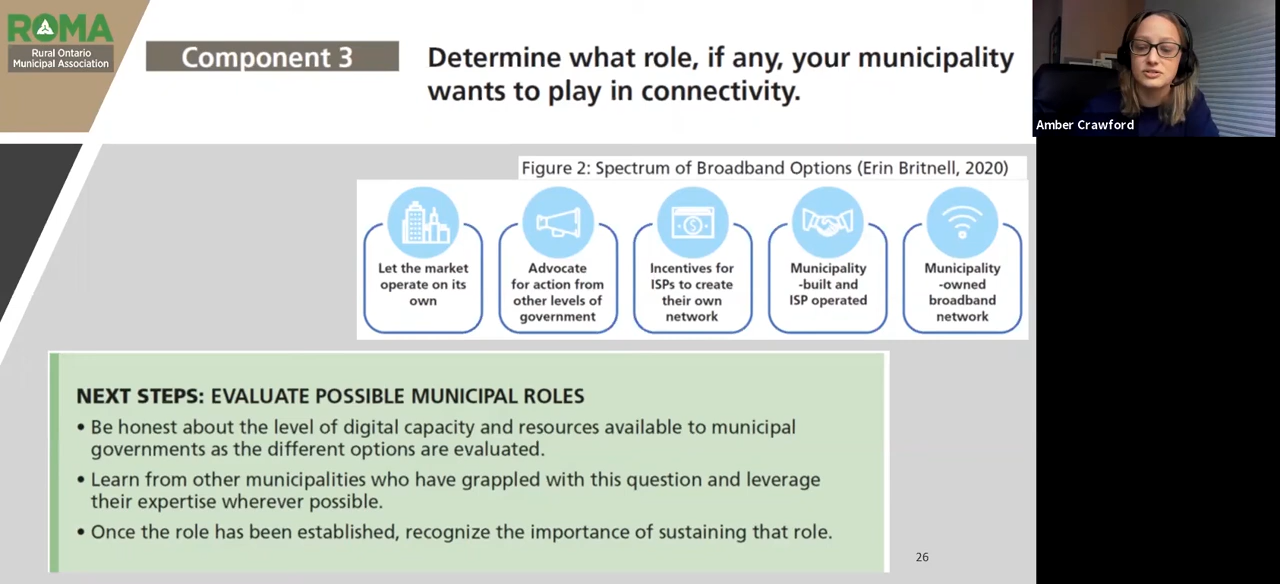 ROMA
Rural Ontario
Municipal Association
Component 3
Determine what role, if any, your municipality
wants to play in connectivity.
Amber Crawford
Figure 2: Spectrum of Broadband Options (Erin Britnell, 2020)
Let the market
operate on its
own
Advocate
for action from
other levels of
government
Incentives for
ISPs to create
their own
network
Municipality
-built and
ISP operated
Municipality
-owned
broadband
network
NEXT STEPS: EVALUATE POSSIBLE MUNICIPAL ROLES
• Be honest about the level of digital capacity and resources available to municipal
governments as the different options are evaluated.
• Learn from other municipalities who have grappled with this question and leverage
their expertise wherever possible.
• Once the role has been established, recognize the importance of sustaining that role.
26